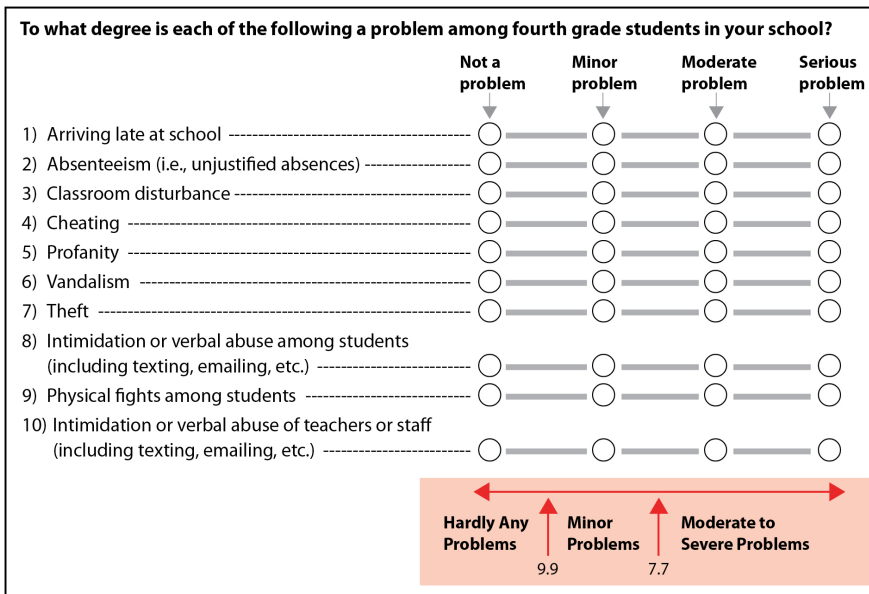 To what degree is each of the following a problem among fourth grade students in your school?
Not a problem
Minor problem
Moderate problem
Serious problem
1) Arriving late at school
2) Absenteeism (i.e., unjustified absences)
3) Classroom disturbance
4) Cheating
5) Profanity
6) Vandalism
7) Theft
8) Intimidation or verbal abuse among students
(including texting, emailing, etc.)
9) Physical fights among students
10) Intimidation or verbal abuse of teachers or staff
(including texting, emailing, etc.)
Hardly Any
Problems
Minor
Problems
Moderate to
Severe Problems
9.9
7.7